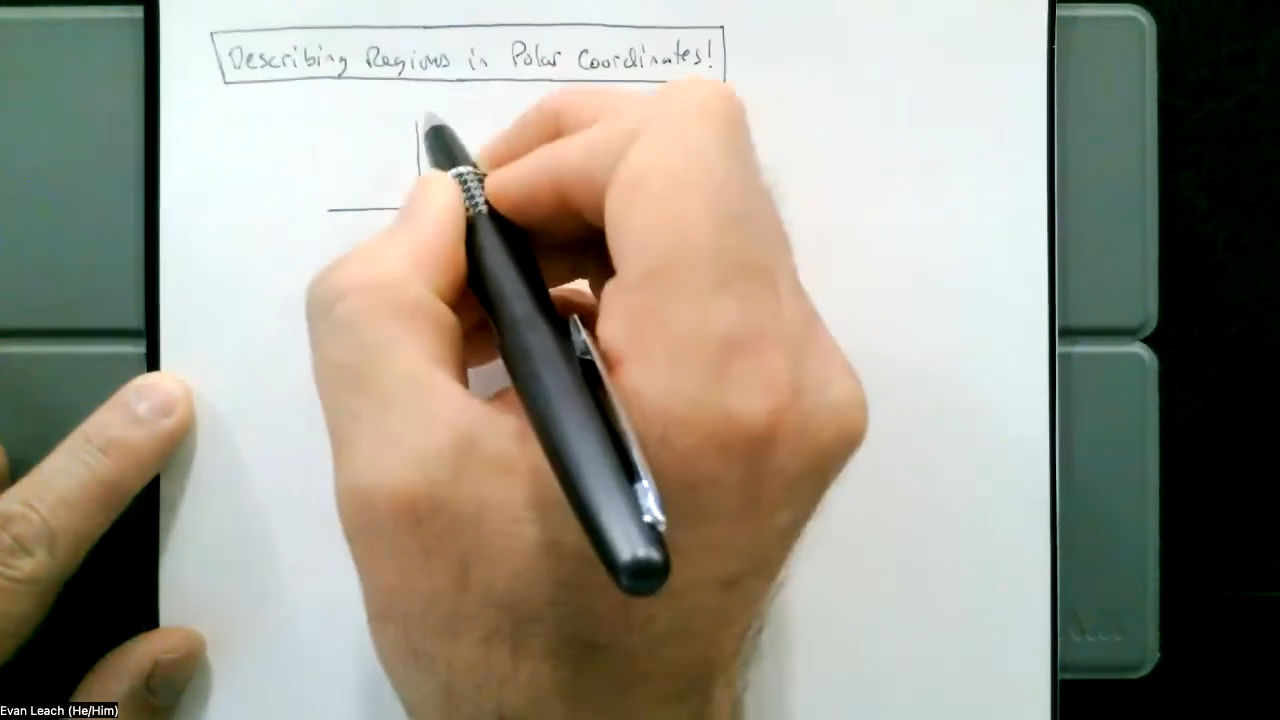 Describing Regions in Polar Coordinates!
Evan Leach (He/Him)